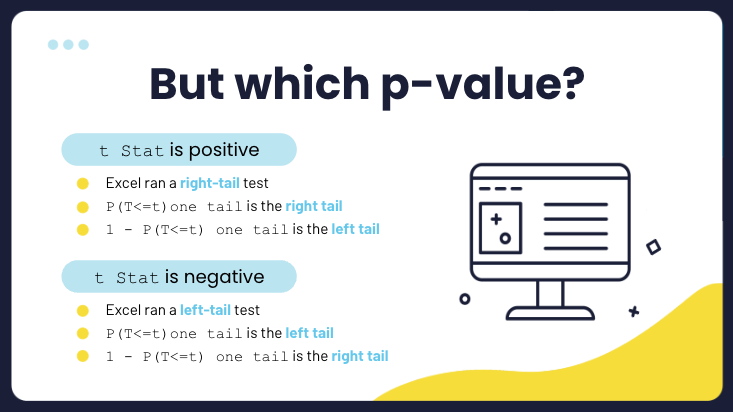 But which p-value?
t Stat is positive
Excel ran a right-tail test
P(T<=t)one tail is the right tail
1 - P(T<=t) one tail is the left tail
t Stat is negative
Excel ran a left-tail test
P(T<=t)one tail is the left tail
1 - P(T<=t) one tail is the right tail